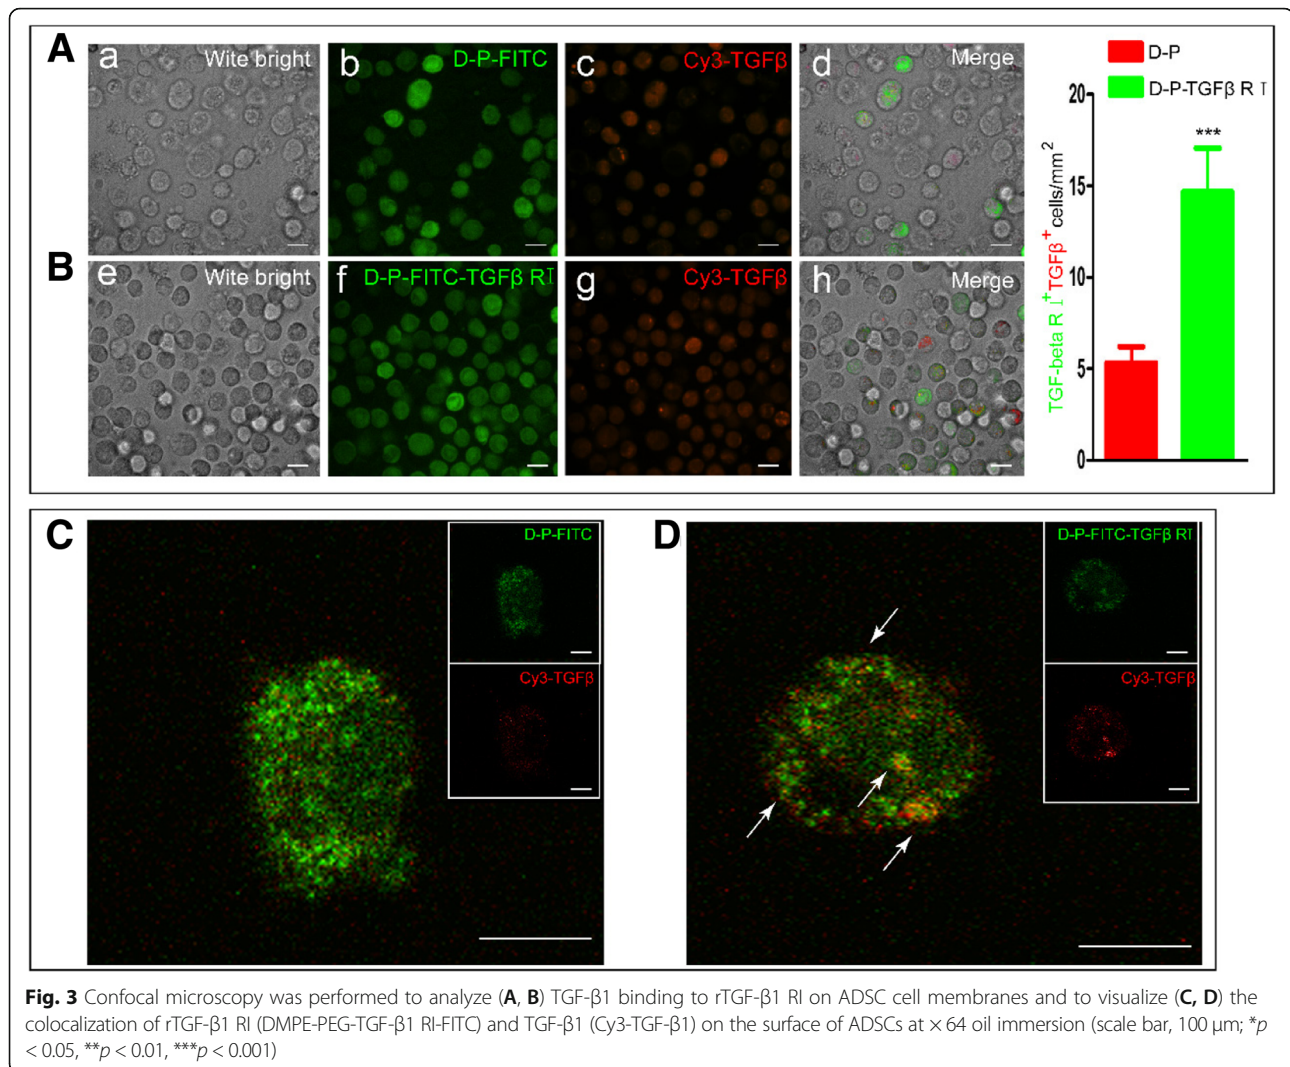 A
a
Wite bright
b
D-P-FITC
c
Cy3-TGFβ
d
Merge
B
e
Wite bright
f
D-P-FITC-TGFβ RI
g
Cy3-TGFβ
h
Merge
D-P
D-P-TGFβ RI
20
15
10
5
0
***
TGF-beta R I+TGFβ+ cells/mm2
C
D-P-FITC
Cy3-TGFβ
D
D-P-FITC-TGFβ RI
Cy3-TGFβ
Fig. 3 Confocal microscopy was performed to analyze (A, B) TGF-β1 binding to rTGF-β1 RI on ADSC cell membranes and to visualize (C, D) the
colocalization of rTGF-β1 RI (DMPE-PEG-TGF-β1 RI-FITC) and TGF-β1 (Cy3-TGF-β1) on the surface of ADSCs at × 64 oil immersion (scale bar, 100 μm; *p
< 0.05, **p < 0.01, ***p < 0.001)